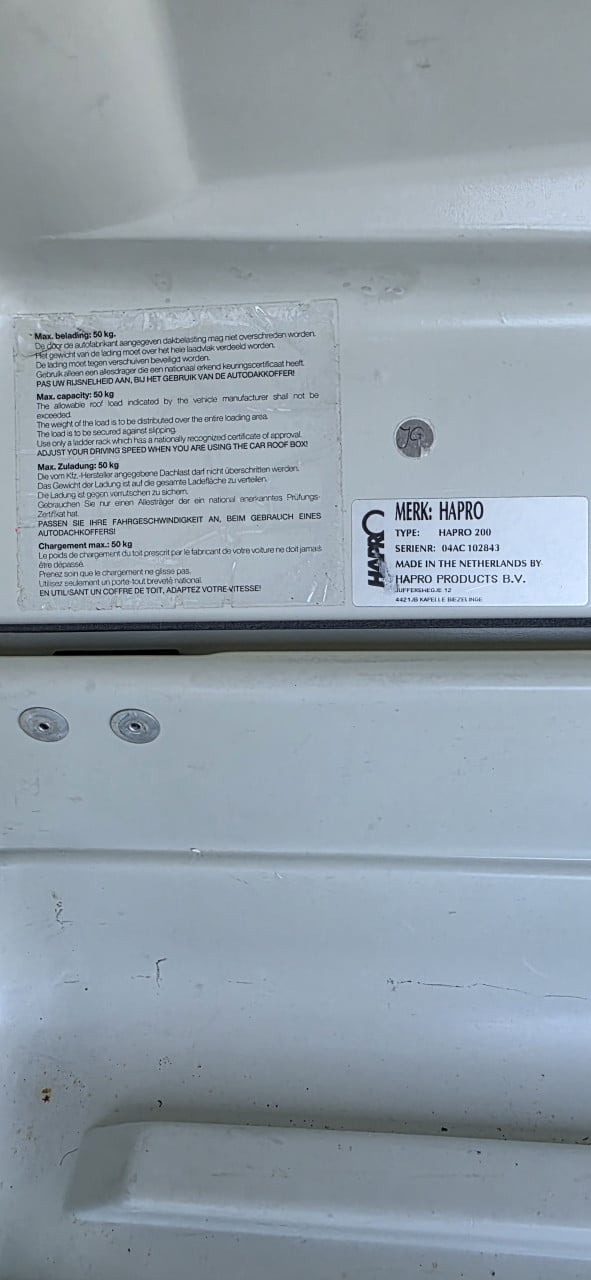 Max. belading: 50 kg.
De door de autofabrikant aangegeven dakbelasting mag niet overschreden worden.
Het gewicht van de lading moet over het hele laadvlak verdeeld worden.
De lading moet tegen verschuiven beveiligd worden.
Gebruik alleen een allesdrager die een nationaal erkend keuringscertificaat heeft.
PAS UW RIJSNELHEID AAN, BIJ HET GEBRUIK VAN DE AUTODAKKOFFER!
Max. capacity: 50 kg
The allowable roof load indicated by the vehicle manufacturer shall not be
exceeded.
The weight of the load is to be distributed over the entire loading area.
The load is to be secured against slipping.
Use only a ladder rack which has a nationally recognized certificate of approval.
ADJUST YOUR DRIVING SPEED WHEN YOU ARE USING THE CAR ROOF BOX!
Max. Zuladung: 50 kg
Die vom Kfz.-Hersteller angegebene Dachlast darf nicht überschritten werden.
Das Gewicht der Ladung ist auf die gesamte Ladefläche zu verteilen.
Die Ladung ist gegen verrutschen zu sichern.
Gebrauchen Sie nur einen Allesträger der ein national anerkanntes Prüfungs-
Zertifikat hat.
PASSEN SIE IHRE FAHRGESCHWINDIGKEIT AN, BEIM GEBRAUCH EINES
AUTODACHKOFFERS!
Chargement max.: 50 kg
Le poids de chargement du toit prescrit par le fabricant de votre voiture ne doit jamais
être dépassé.
Prenez soin que le chargement ne glisse pas.
Utilisez seulement un porte-tout breveté national.
EN UTILISANT UN COFFRE DE TOIT, ADAPTEZ VOTRE VITESSE!
JG
HAPRO
MERK: HAPRO
TYPE: HAPRO 200
SERIENR: 04AC 102843
MADE IN THE NETHERLANDS BY
HAPRO PRODUCTS B.V.
JUFFERSWEGJE 12
4421 JB KAPELLE BIEZELINGE